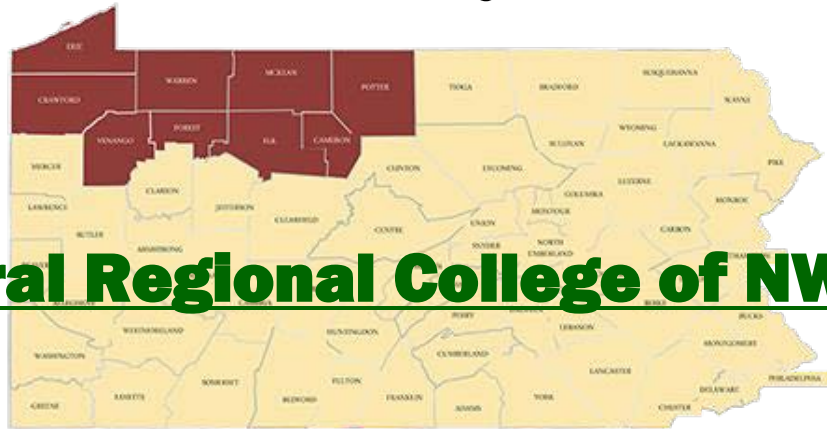 ERIE
CRAWFORD
WARREN
MCKEAN
POTTER
TIOGA
BRADFORD
SUSQUEHANNA
WAYNE
VENANGO
FOREST
ELK
CAMERON
SULLIVAN
WYOMING
LACKAWANNA
PIKE
MERCER
CLARION
CLINTON
LYCOMING
LUZERNE
COLUMBIA
MONROE
LAWRENCE
JEFFERSON
CLEARFIELD
CENTRE
UNION
MONTOUR
CARBON
BUTLER
ARMSTRONG
SNYDER
NORTH
UMBERLAND
ral Regional College of NW
PERRY
LEBANON
BUCKS
WESTMORELAND
HUNTINGDON
CUMBERLAND
MONTGOMERY
WASHINGTON
LANCASTER
PHILADELPHIA
GREENE
FAYETTE
SOMERSET
BEDFORD
FULTON
FRANKLIN
ADAMS
YORK
CHESTER
DELAWARE